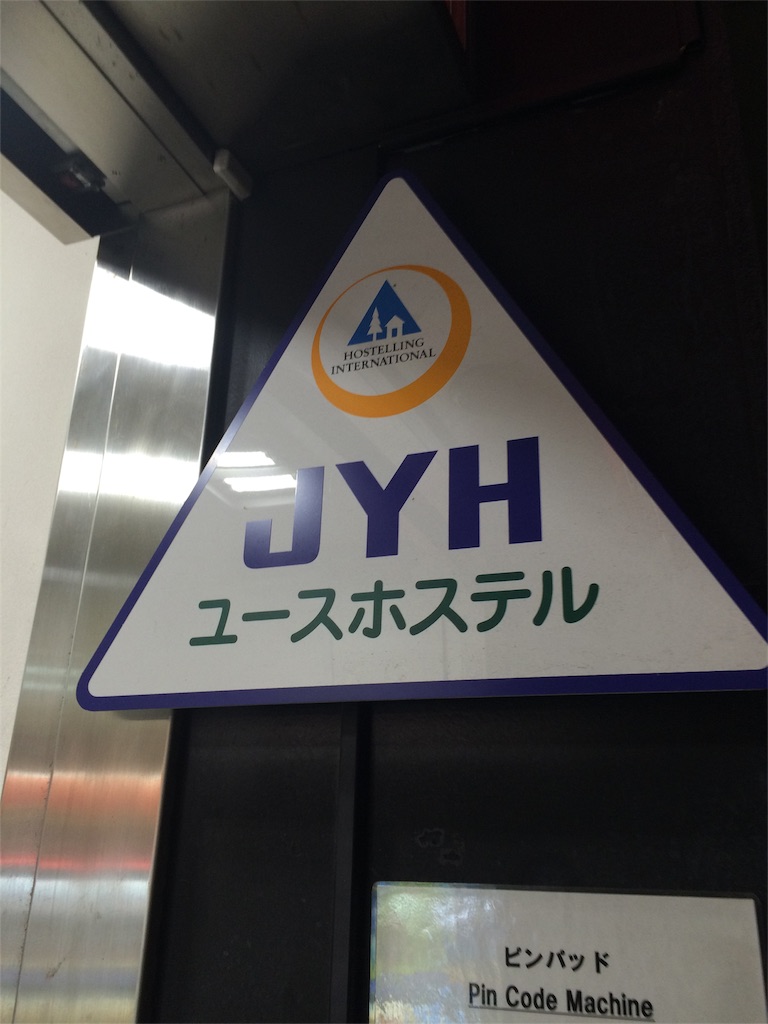 HOSTELLING
INTERNATIONAL
JYH
ユースホステル
ピンパッド
Pin Code Machine